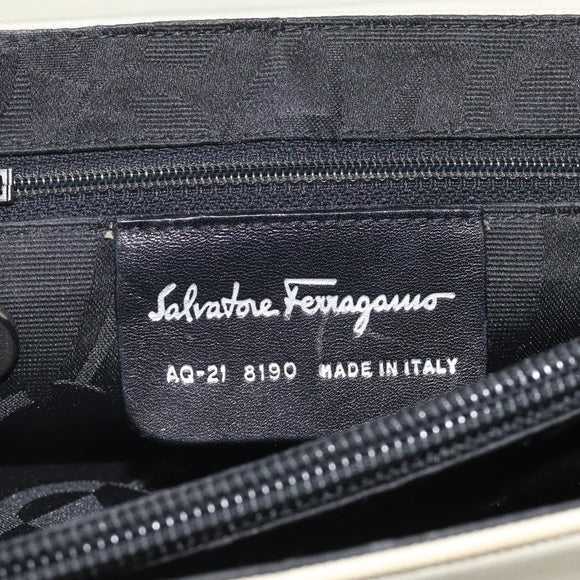 Salvatore Ferragamo
AQ-21 8190 MADE IN ITALY